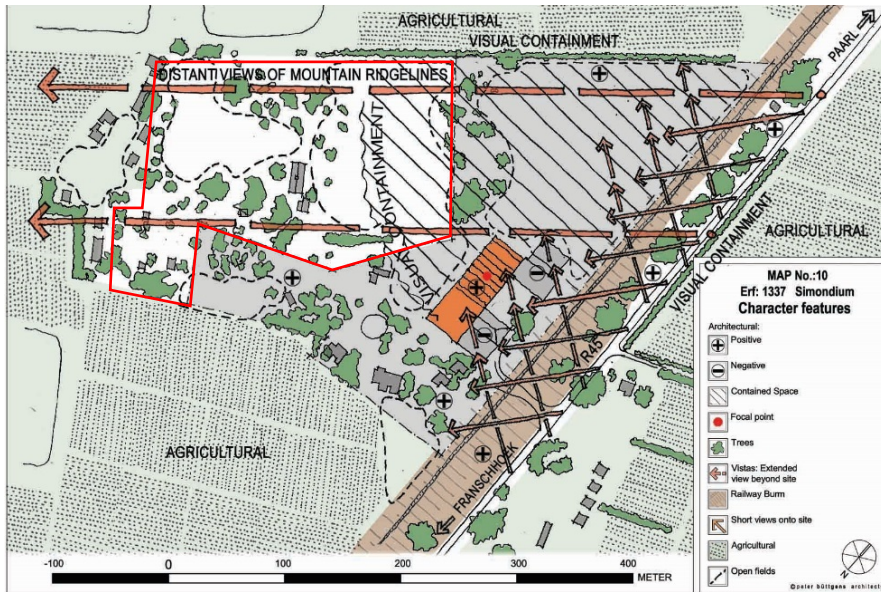 AGRICULTURAL
VISUAL CONTAINMENT
PAARL
DISTANT VIEWS OF MOUNTAIN RIDGELINES
VISUAL CONTAINMENT
VISUAL CONTAINMENT
AGRICULTURAL
R45
AGRICULTURAL
FRANSCHHOEK
MAP No.:10
Erf: 1337 Simondium
Character features
Architectural:
Positive
Negative
Contained Space
Focal point
Trees
Vistas: Extended
view beyond site
Railway Burm
Short views onto site
Agricultural
Open fields
N
©peter büttgens architect
-100 0 100 200 300 400
METER